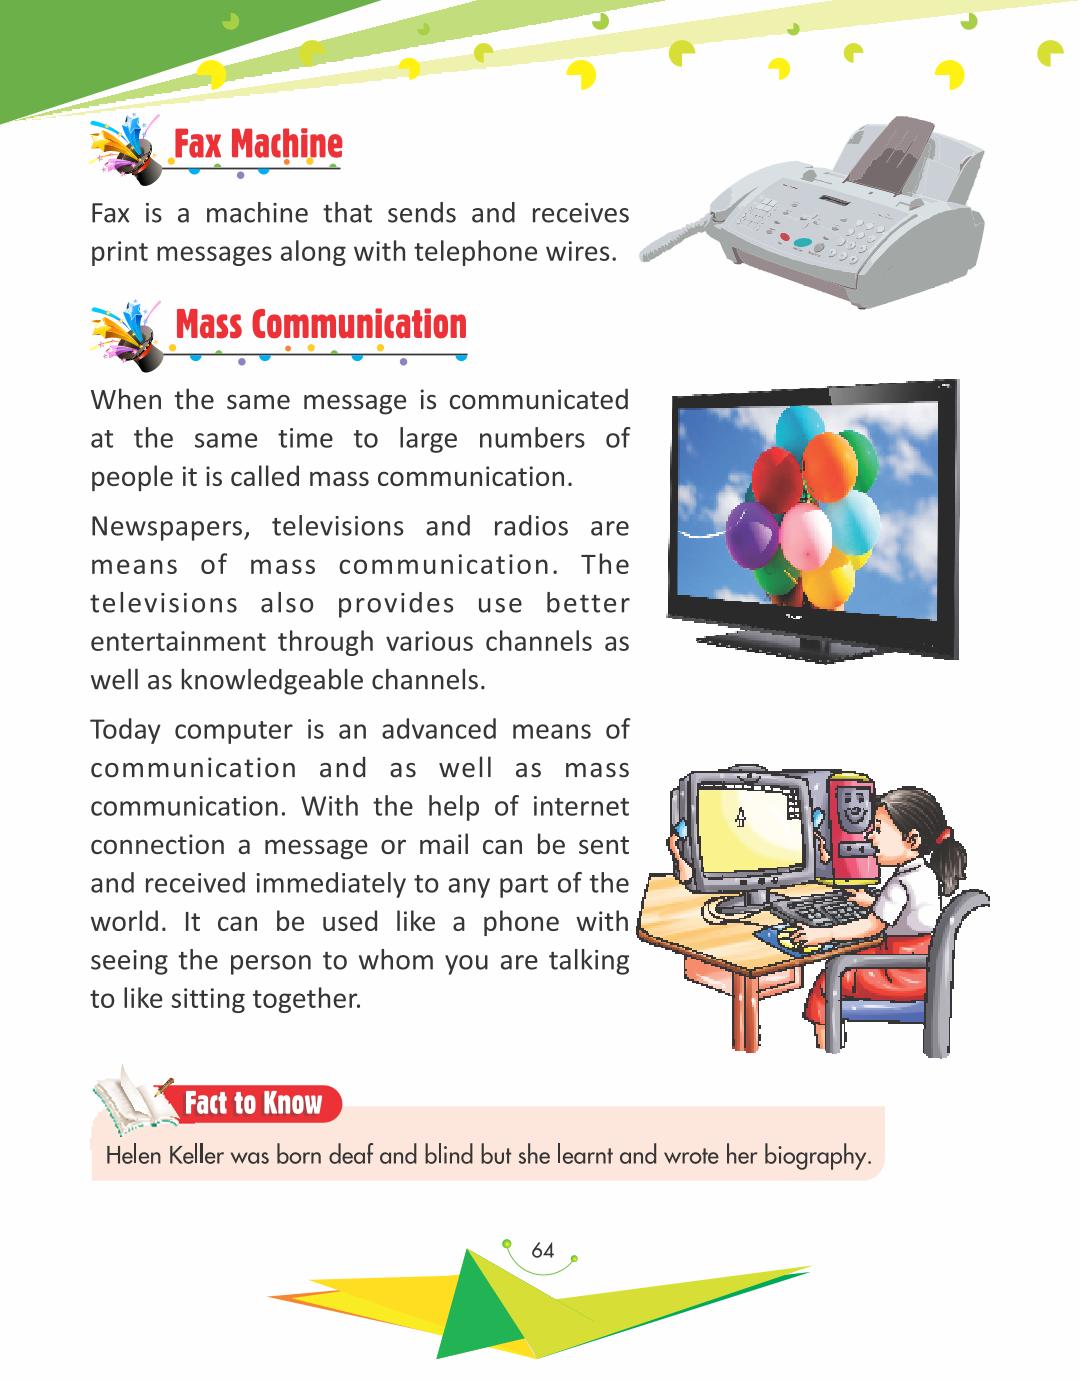 Fax Machine
Fax is a machine that sends and receives
print messages along with telephone wires.
Mass Communication
When the same message is communicated
at the same time to large numbers of
people it is called mass communication.
Newspapers, televisions and radios are
means of mass communication. The
televisions also provides use better
entertainment through various channels as
well as knowledgeable channels.
Today computer is an advanced means of
communication and as well as mass
communication. With the help of internet
connection a message or mail can be sent
and received immediately to any part of the
world. It can be used like a phone with
seeing the person to whom you are talking
to like sitting together.
Fact to Know
Helen Keller was born deaf and blind but she learnt and wrote her biography.
64